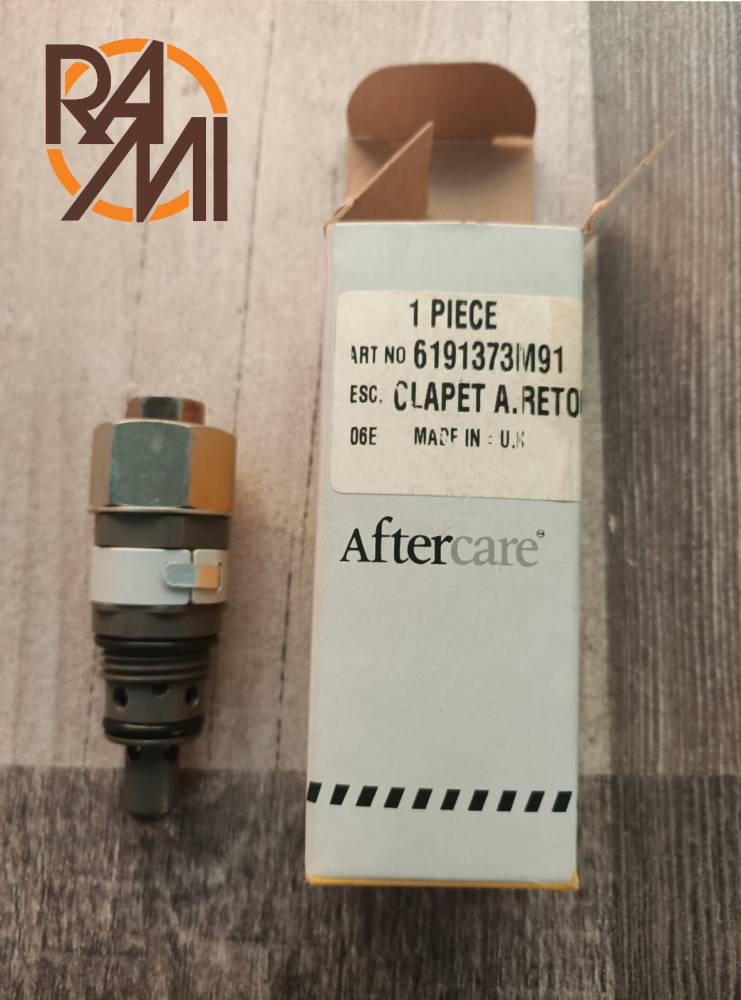 RAMI
1 PIECE
ART NO 6191373M91
ESC. CLAPET A.RETO
06E MADE IN : U.K
Aftercare